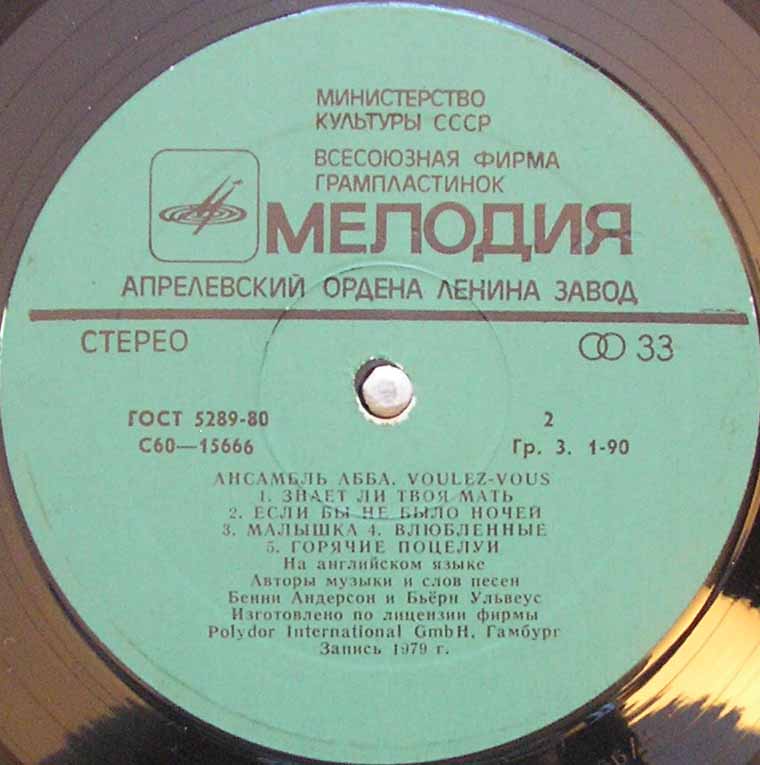 МИНИСТЕРСТВО
КУЛЬТУРЫ СССР
ВСЕСОЮЗНАЯ ФИРМА
ГРАМПЛАСТИНОК
МЕЛОДИЯ
АПРЕЛЕВСКИЙ ОРДЕНА ЛЕНИНА ЗАВОД
СТЕРЕО 33
ГОСТ 5289-80 2
С60—15666 Гр. 3. 1-90
АНСАМБЛЬ АББА. VOULEZ-VOUS
1. ЗНАЕТ ЛИ ТВОЯ МАТЬ
2. ЕСЛИ БЫ НЕ БЫЛО НОЧЕЙ
3. МАЛЫШКА 4. ВЛЮБЛЕННЫЕ
5. ГОРЯЧИЕ ПОЦЕЛУИ
На английском языке
Авторы музыки и слов песен
Бенни Андерсон и Бьёрн Ульвеус
Изготовлено по лицензии фирмы
Polydor International GmbH, Гамбург
Запись 1979 г.